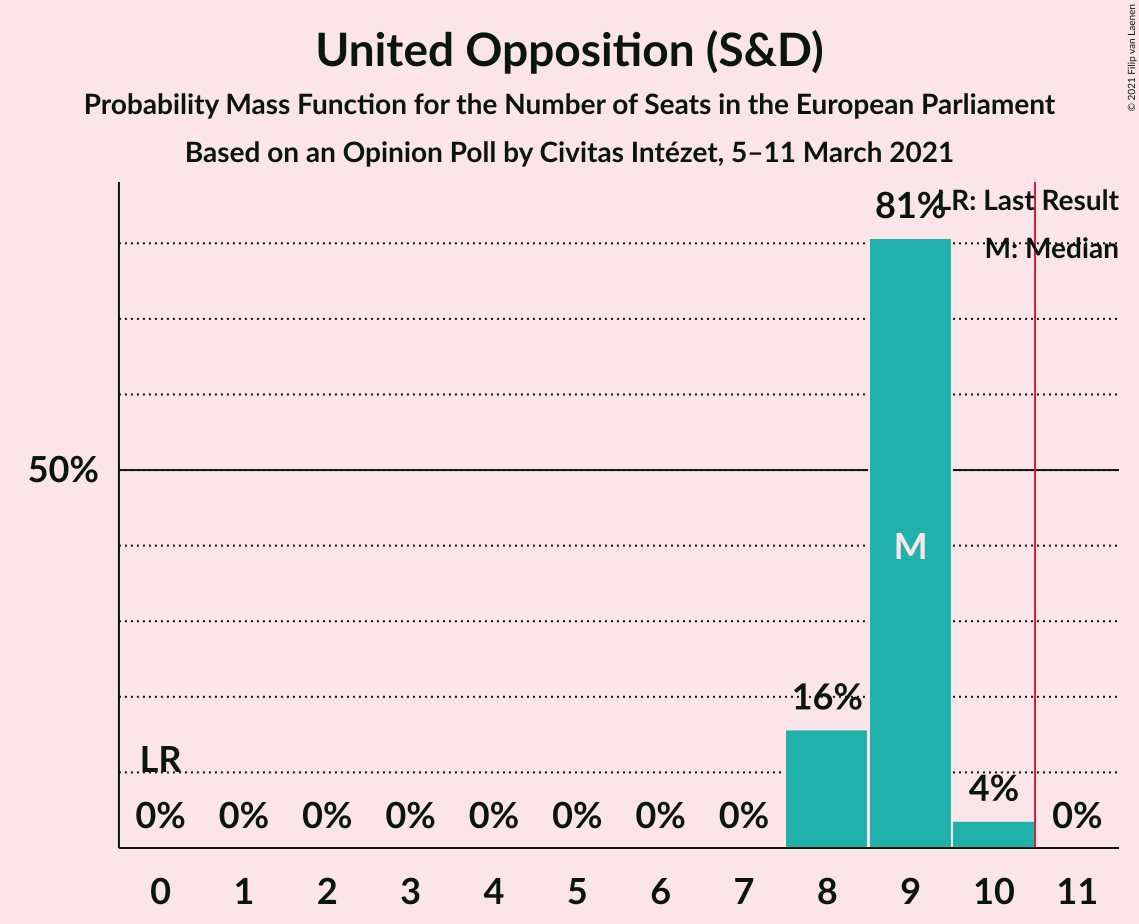 United Opposition (S&D)
Probability Mass Function for the Number of Seats in the European Parliament
Based on an Opinion Poll by Civitas Intézet, 5–11 March 2021
© 2021 Filip van Laenen
LR: Last Result
M: Median
81%
50%
M
16%
LR
4%
0% 0% 0% 0% 0% 0% 0% 0% 0%
0 1 2 3 4 5 6 7 8 9 10 11